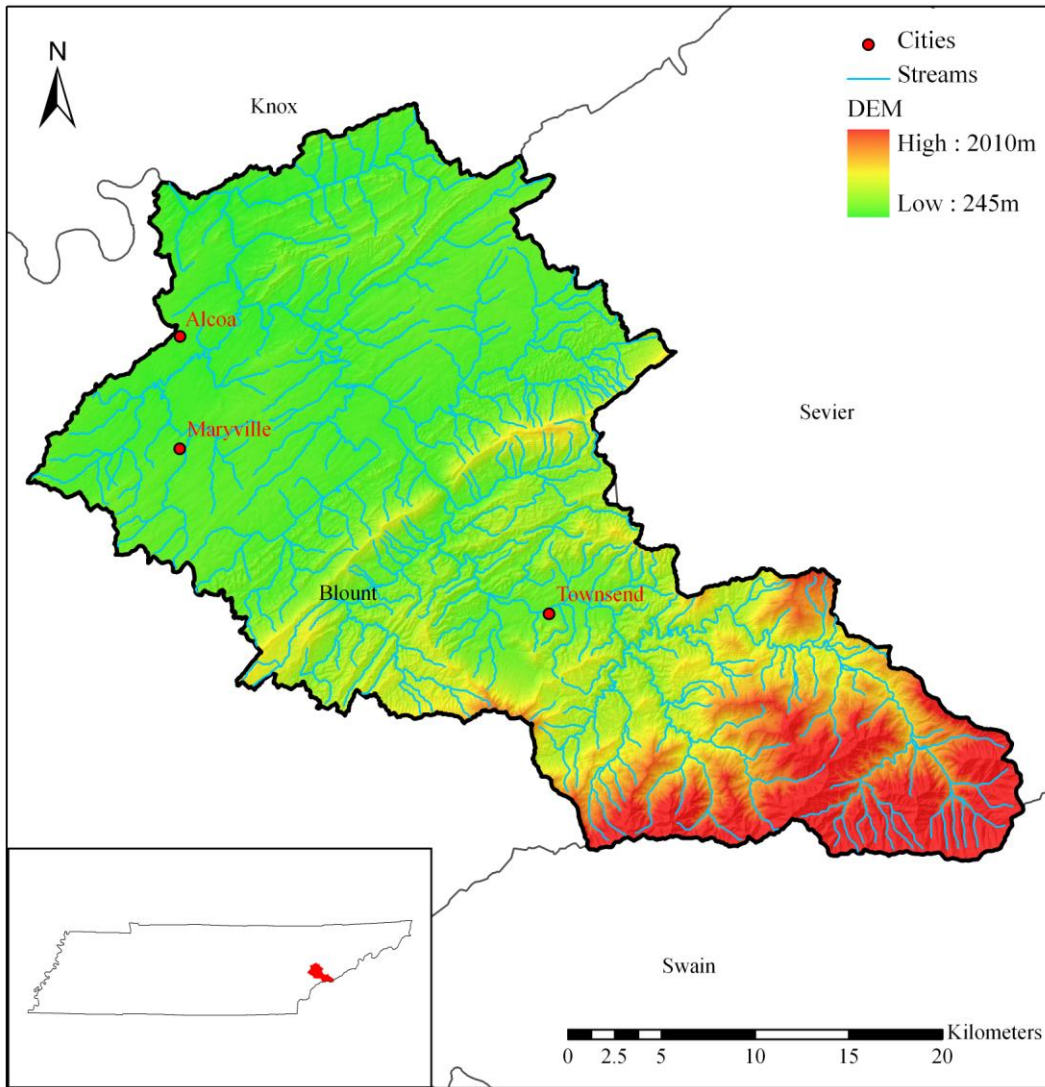 N
Cities
Streams
DEM
High : 2010m
Low : 245m
Knox
Alcoa
Sevier
Maryville
Blount
Townsend
Swain
Kilometers
0 2.5 5 10 15 20